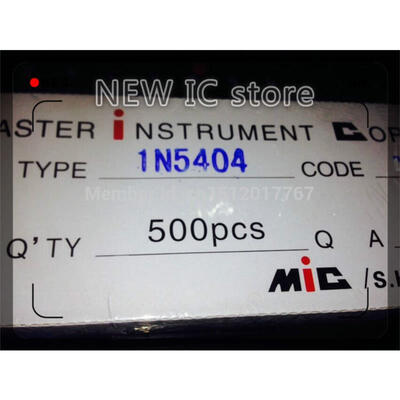 NEW IC store
ASTER INSTRUMENT COR
TYPE 1N5404 CODE
Q'TY 500pcs Q A
MIC /S.